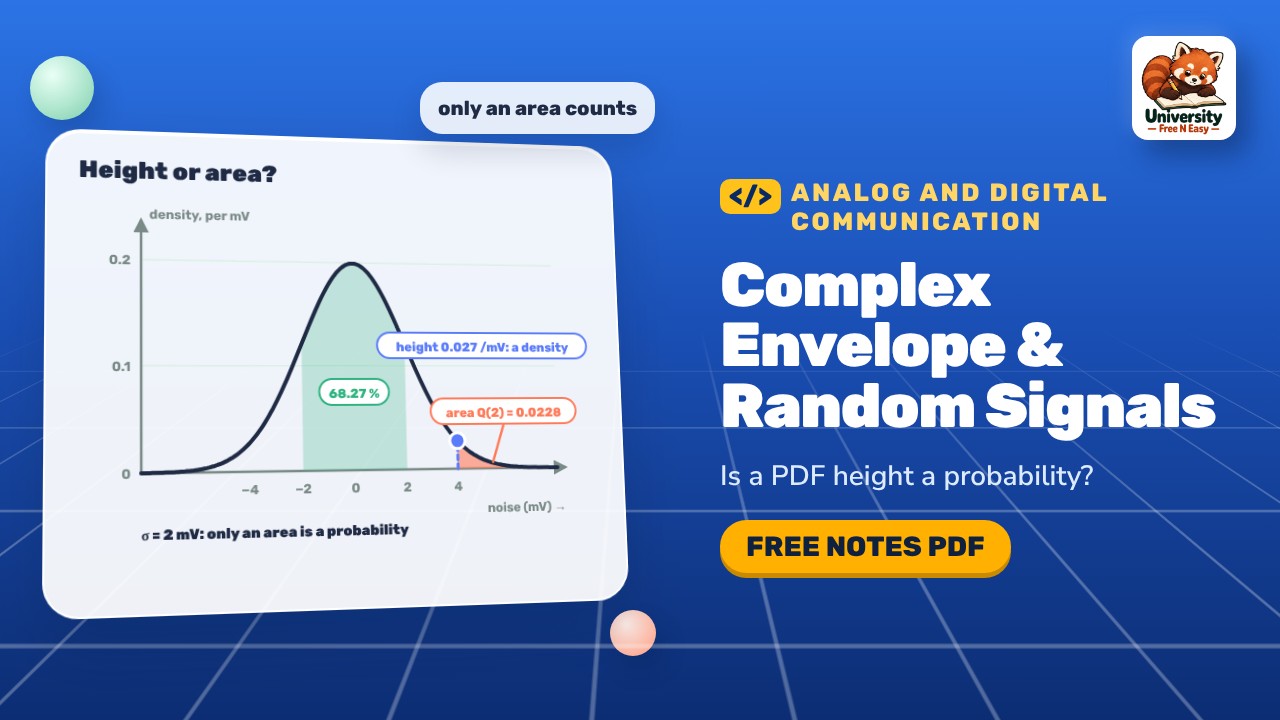 only an area counts
Height or area?
density, per mV
0.2
height 0.027 /mV: a density
0.1
68.27 %
area Q(2) = 0.0228
0
−4 −2 0 2 4
noise (mV) →
σ = 2 mV: only an area is a probability
University
— Free N Easy —
</>
ANALOG AND DIGITAL
COMMUNICATION
Complex
Envelope &
Random Signals
Is a PDF height a probability?
FREE NOTES PDF